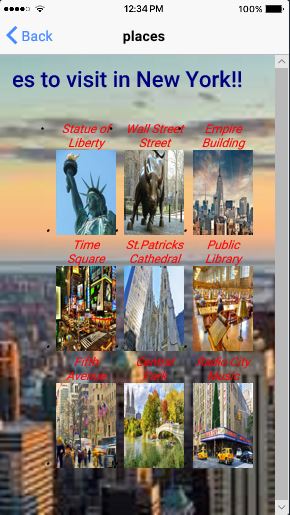 12:34 PM
100%
Back
places
es to visit in New York!!
Statue of Liberty
Wall Street Street
Empire Building
Time Square
St.Patricks Cathedral
Public Library
Fifth Avenue
Central Park
Radio City Music